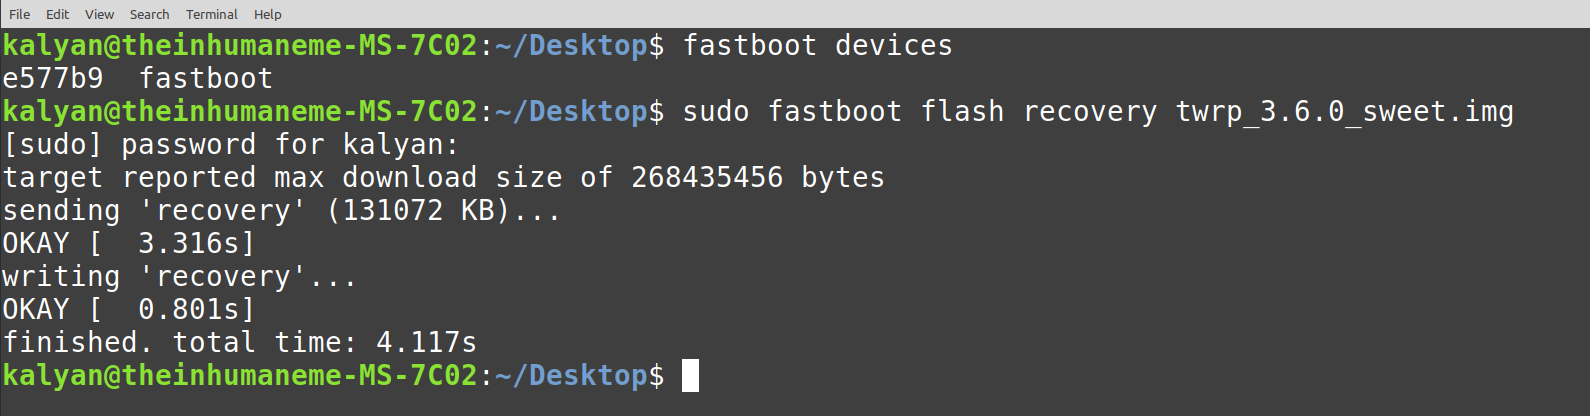 File Edit View Search Terminal Help
kalyan@theinhumaneme-MS-7C02:~/Desktop$ fastboot devices
e577b9  fastboot
kalyan@theinhumaneme-MS-7C02:~/Desktop$ sudo fastboot flash recovery twrp_3.6.0_sweet.img
[sudo] password for kalyan:
target reported max download size of 268435456 bytes
sending 'recovery' (131072 KB)...
OKAY [  3.316s]
writing 'recovery'...
OKAY [  0.801s]
finished. total time: 4.117s
kalyan@theinhumaneme-MS-7C02:~/Desktop$